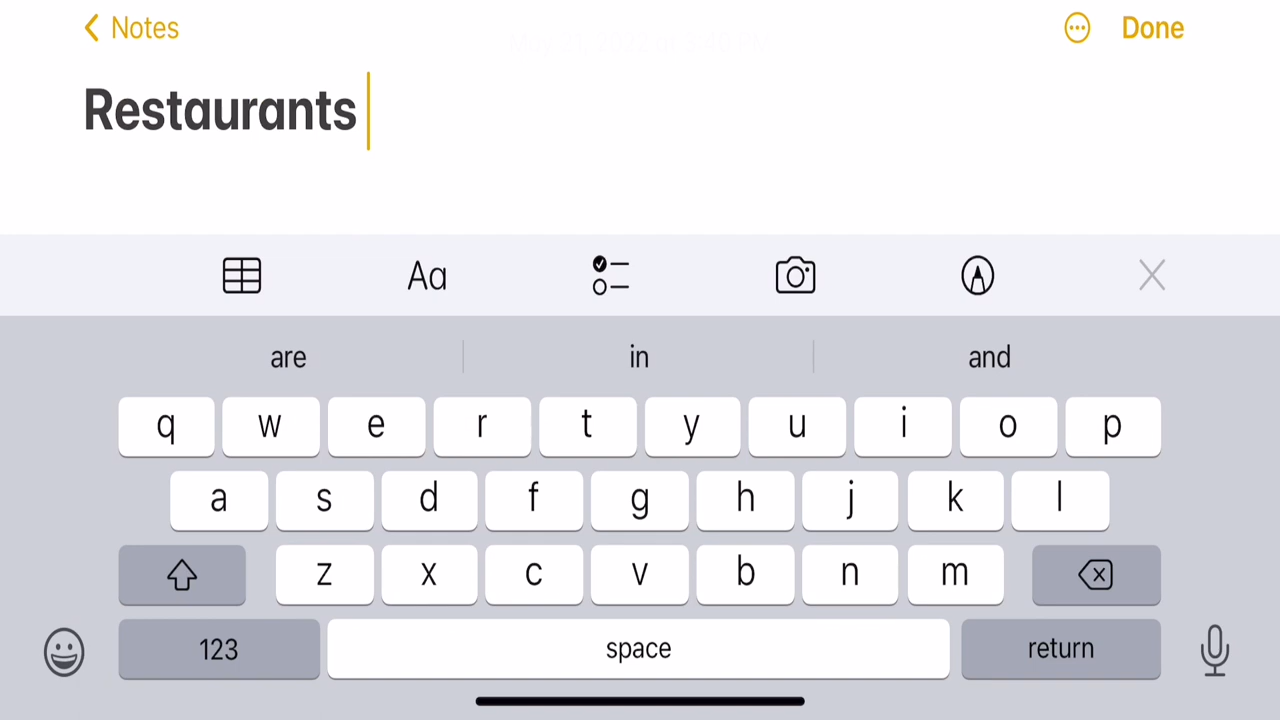 Notes
Done
Restaurants
Aa
are in and
q w e r t y u i o p
a s d f g h j k l
z x c v b n m
123 space return